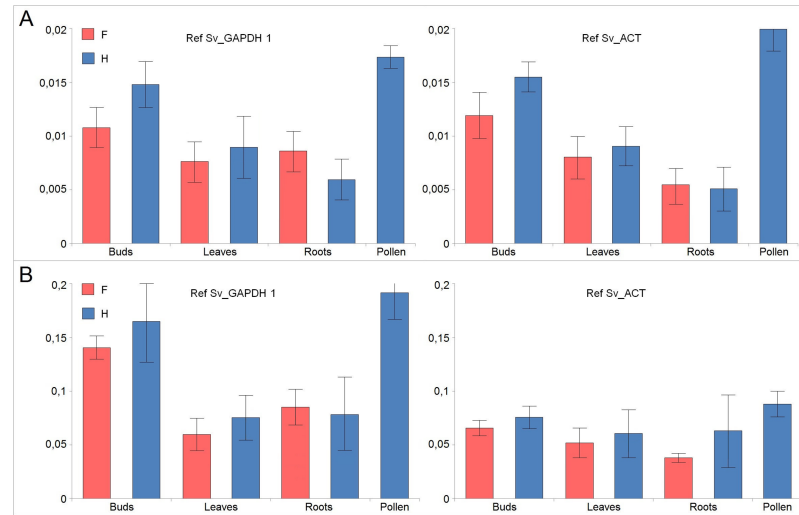 A
Ref Sv_GAPDH 1
F
H
0,02
0,015
0,01
0,005
0
Buds
Leaves
Roots
Pollen
Ref Sv_ACT
0,02
0,015
0,01
0,005
0
Buds
Leaves
Roots
Pollen
B
Ref Sv_GAPDH 1
F
H
0,2
0,15
0,1
0,05
0
Buds
Leaves
Roots
Pollen
Ref Sv_ACT
0,2
0,15
0,1
0,05
0
Buds
Leaves
Roots
Pollen